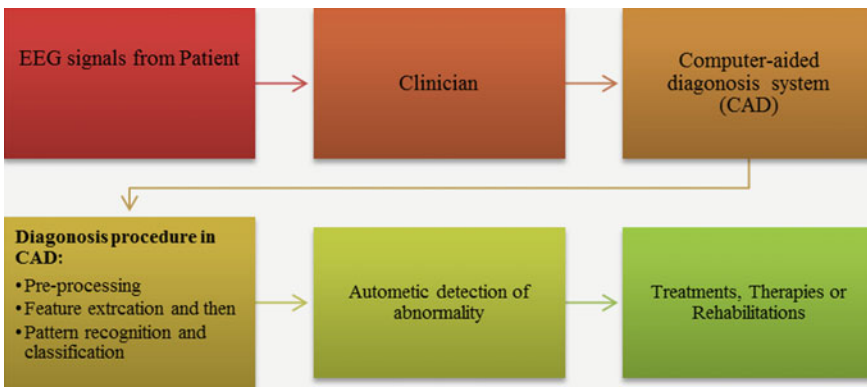 EEG signals from Patient
Clinician
Computer-aided
diagonosis system
(CAD)
Diagonosis procedure in
CAD:
• Pre-processing
• Feature extrcation and then
• Pattern recognition and
classification
Autometic detection of
abnormality
Treatments, Therapies or
Rehabilitations